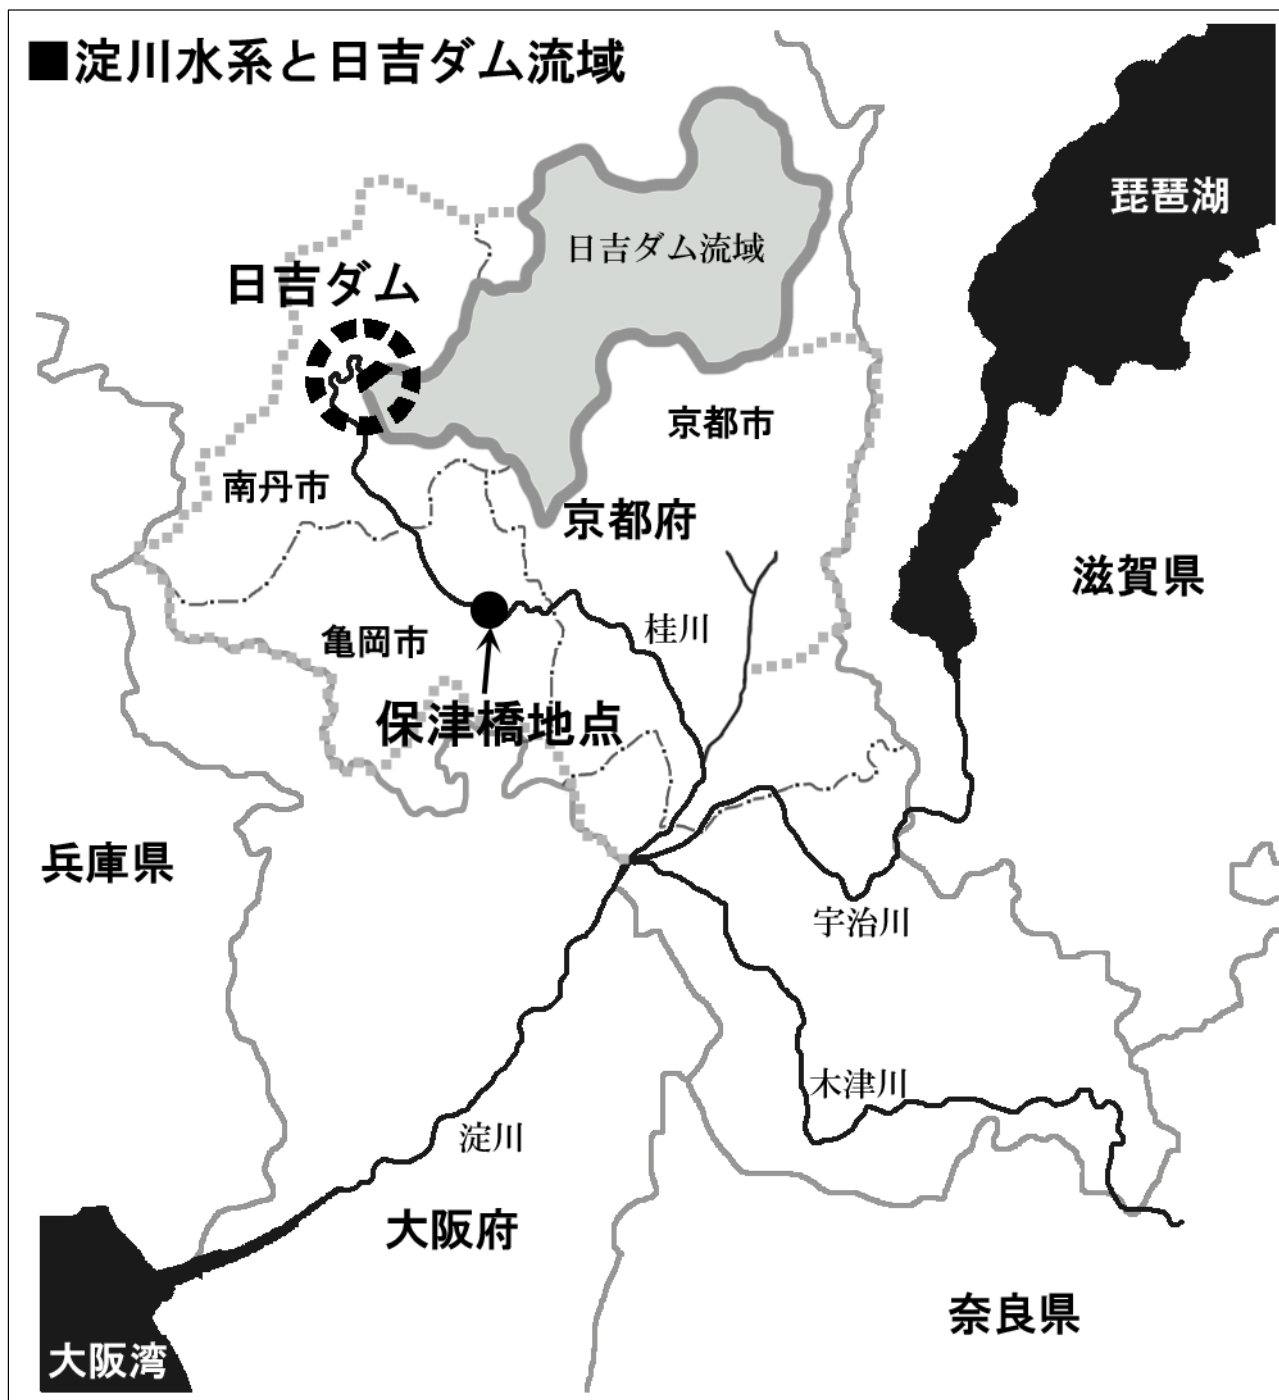 ■淀川水系と日吉ダム流域
琵琶湖
日吉ダム流域
日吉ダム
京都市
南丹市
京都府
滋賀県
桂川
亀岡市
保津橋地点
兵庫県
宇治川
木津川
淀川
大阪府
奈良県
大阪湾